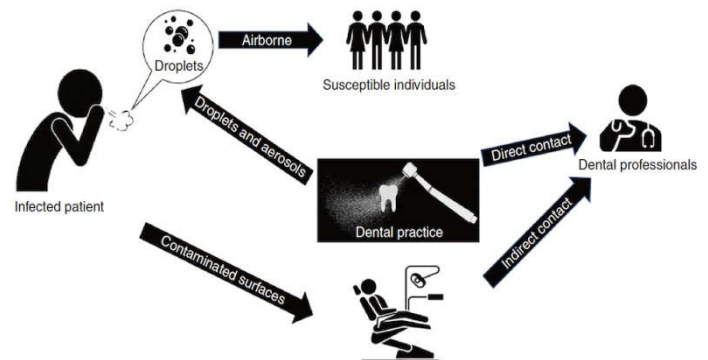 Droplets
Airborne
Susceptible individuals
Infected patient
Droplets and aerosols
Dental practice
Direct contact
Dental professionals
Contaminated surfaces
Indirect contact